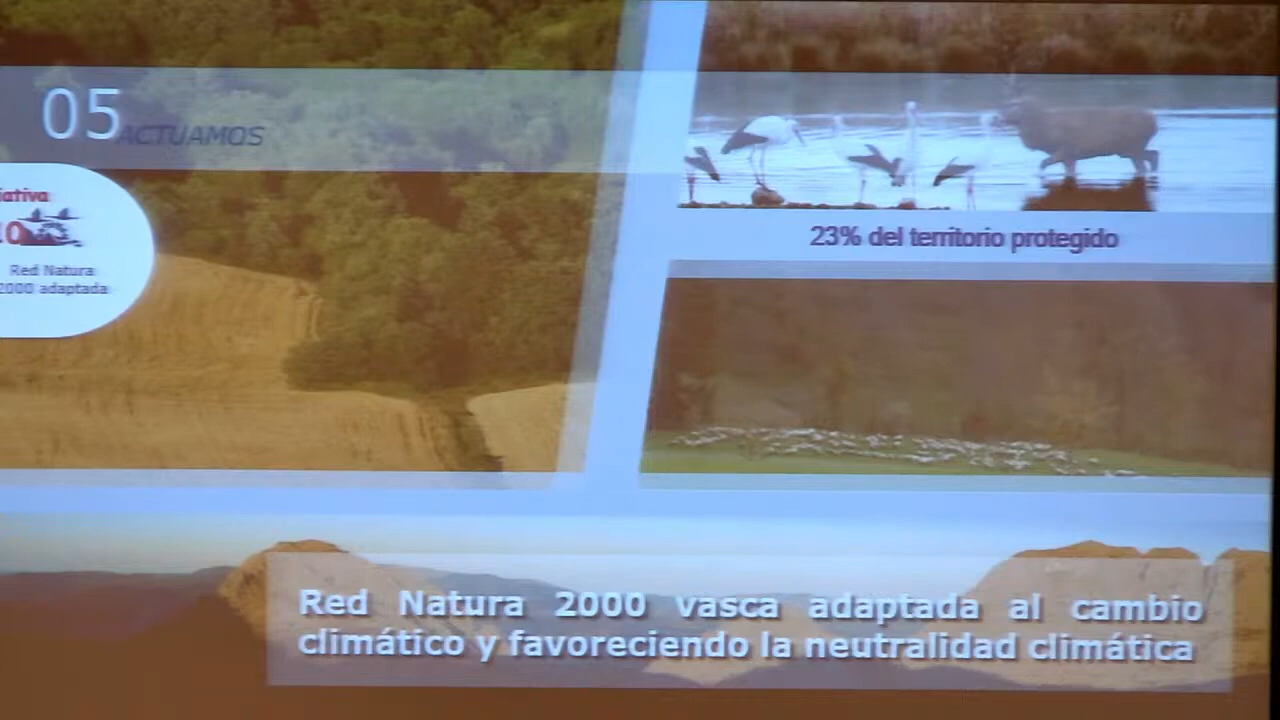 05
ACTUAMOS
Red Natura
2000 adaptada
23% del territorio protegido
Red Natura 2000 vasca adaptada al cambio
climático y favoreciendo la neutralidad climática